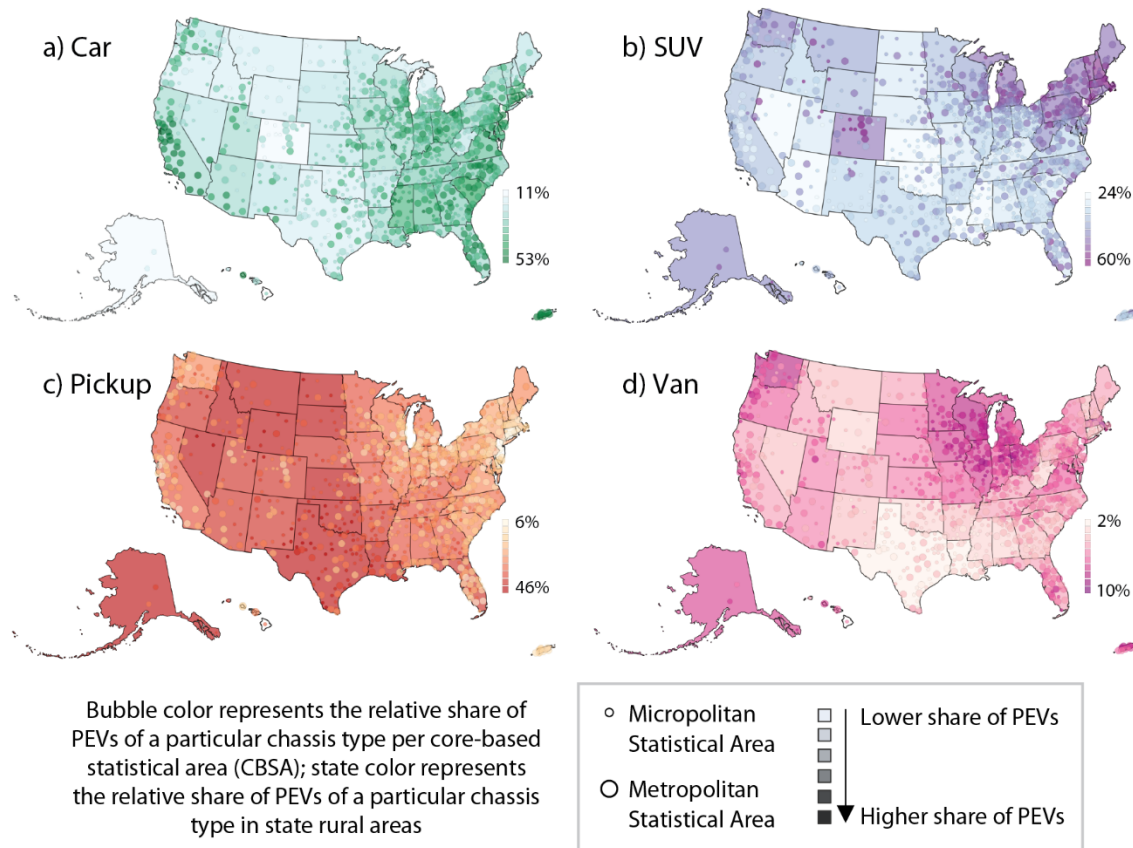 a) Car
11%
53%
b) SUV
24%
60%
c) Pickup
6%
46%
d) Van
2%
10%
Bubble color represents the relative share of
PEVs of a particular chassis type per core-based
statistical area (CBSA); state color represents
the relative share of PEVs of a particular chassis
type in state rural areas
Micropolitan
Statistical Area
Metropolitan
Statistical Area
Lower share of PEVs
Higher share of PEVs